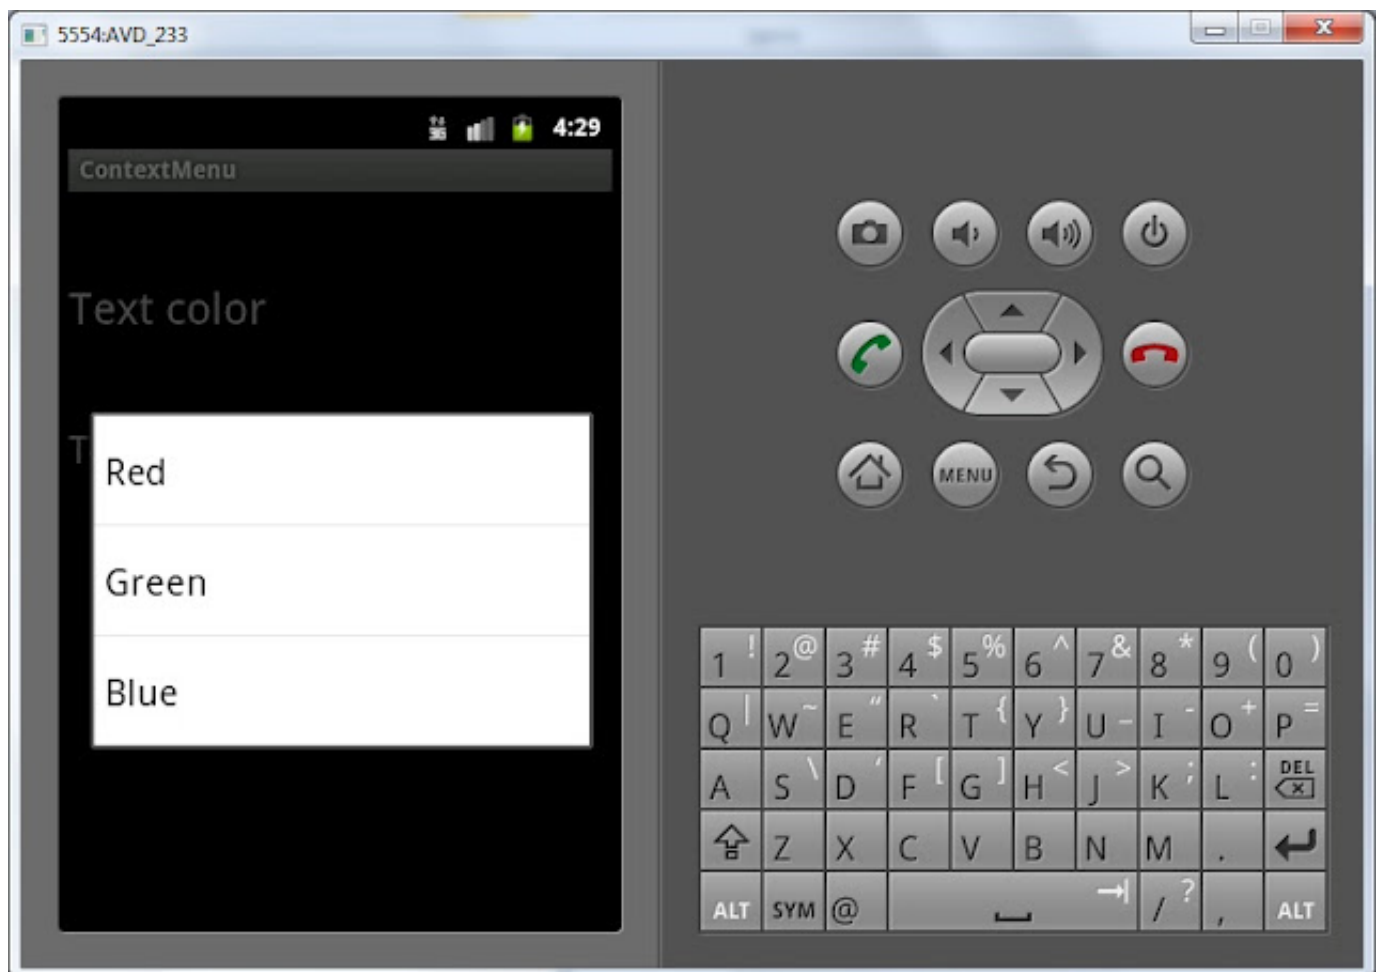 5554:AVD_233
3G 4:29
ContextMenu
Text color
T
Red
Green
Blue
MENU
1 ! 2 @ 3 # 4 $ 5 % 6 ^ 7 & 8 * 9 ( 0 )
Q | W ~ E " R ` T { Y } U _ I - O + P =
A S \ D ' F [ G ] H < J > K ; L : DEL
Z X C V B N M .
ALT SYM @ / ? , ALT